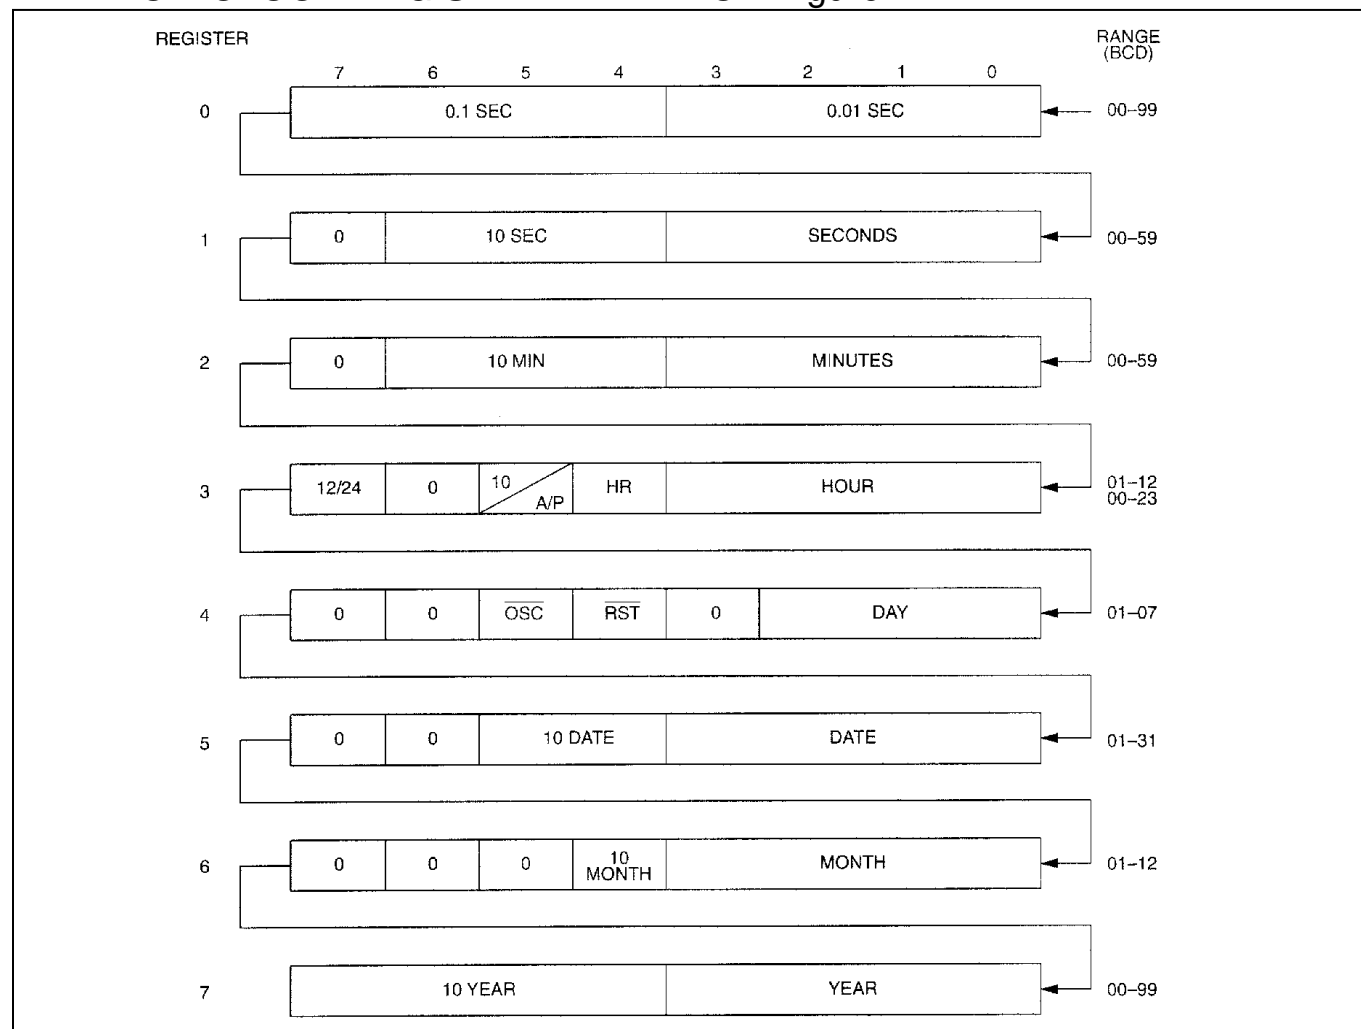 REGISTER
RANGE
(BCD)
7 6 5 4 3 2 1 0
0 0.1 SEC 0.01 SEC 00–99
1 0 10 SEC SECONDS 00–59
2 0 10 MIN MINUTES 00–59
3 12/24 0 10 A/P HR HOUR 01–12
00–23
4 0 0 OSC RST 0 DAY 01–07
5 0 0 10 DATE DATE 01–31
6 0 0 0 10 MONTH MONTH 01–12
7 10 YEAR YEAR 00–99